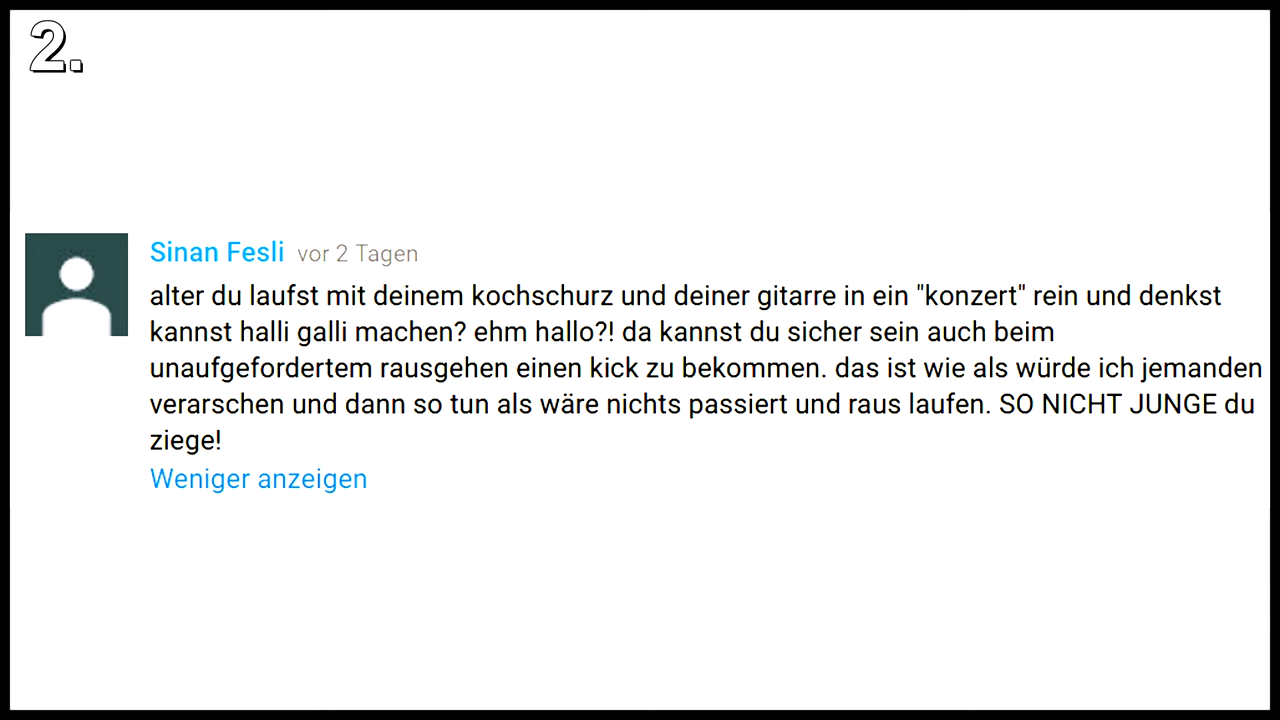 2.
Sinan Fesli vor 2 Tagen
alter du laufst mit deinem kochschurz und deiner gitarre in ein "konzert" rein und denkst
kannst halli galli machen? ehm hallo?! da kannst du sicher sein auch beim
unaufgefordertem rausgehen einen kick zu bekommen. das ist wie als würde ich jemanden
verarschen und dann so tun als wäre nichts passiert und raus laufen. SO NICHT JUNGE du
ziege!
Weniger anzeigen